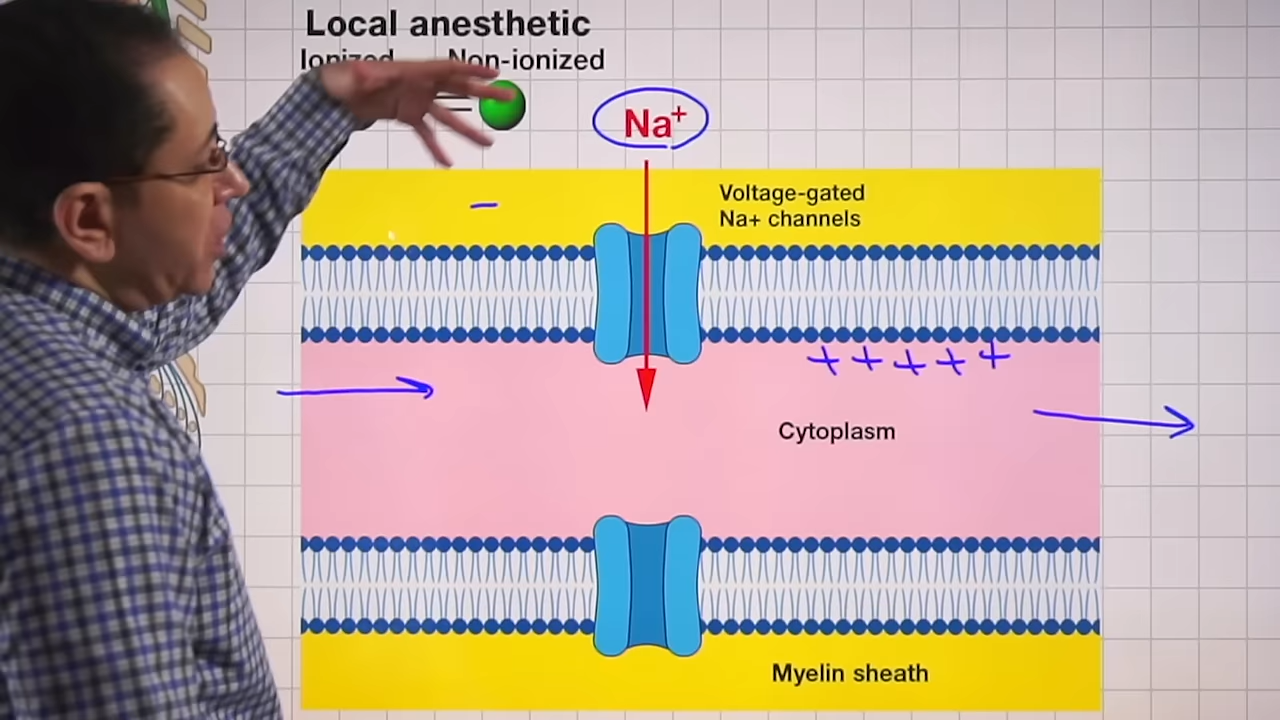 Local anesthetic
Ionized Non-ionized
Na+
Voltage-gated
Na+ channels
+ + + + +
Cytoplasm
Myelin sheath